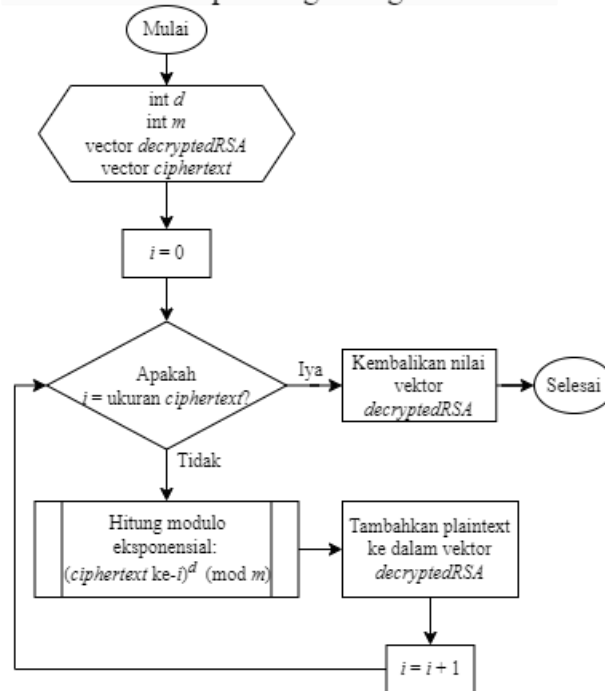 Mulai
int d
int m
vector decryptedRSA
vector ciphertext
i = 0
Apakah
i = ukuran ciphertext?
Iya
Kembalikan nilai
vektor
decryptedRSA
Selesai
Tidak
Hitung modulo
eksponensial:
(ciphertext ke-i)^d (mod m)
Tambahkan plaintext
ke dalam vektor
decryptedRSA
i = i + 1